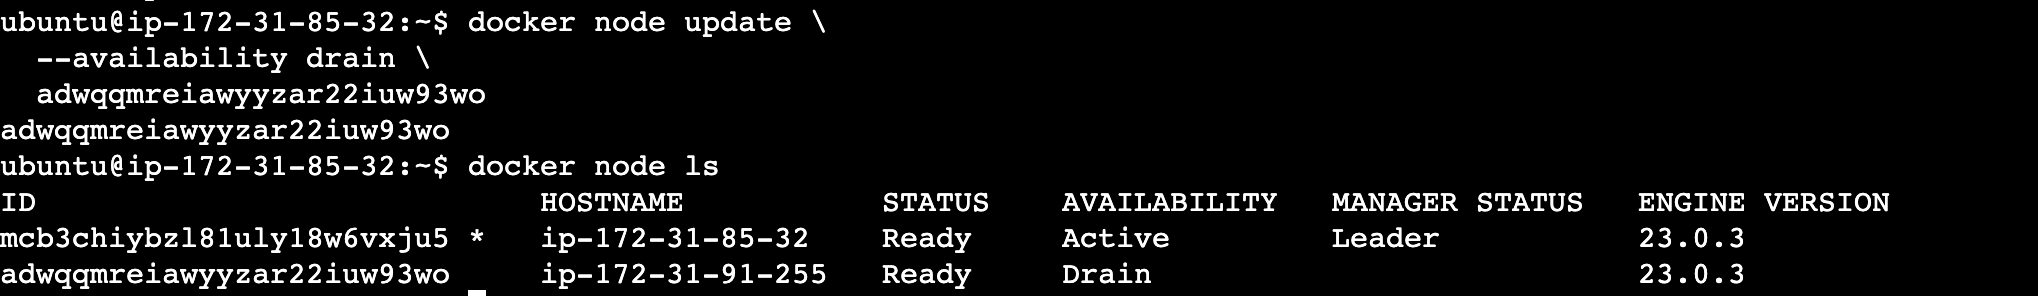 ubuntu@ip-172-31-85-32:~$ docker node update \
  --availability drain \
  adwqqmreiawyyzar22iuw93wo
adwqqmreiawyyzar22iuw93wo
ubuntu@ip-172-31-85-32:~$ docker node ls
ID                            HOSTNAME           STATUS    AVAILABILITY   MANAGER STATUS   ENGINE VERSION
mcb3chiybzl81uly18w6vxju5 *   ip-172-31-85-32    Ready     Active         Leader           23.0.3
adwqqmreiawyyzar22iuw93wo     ip-172-31-91-255   Ready     Drain                           23.0.3